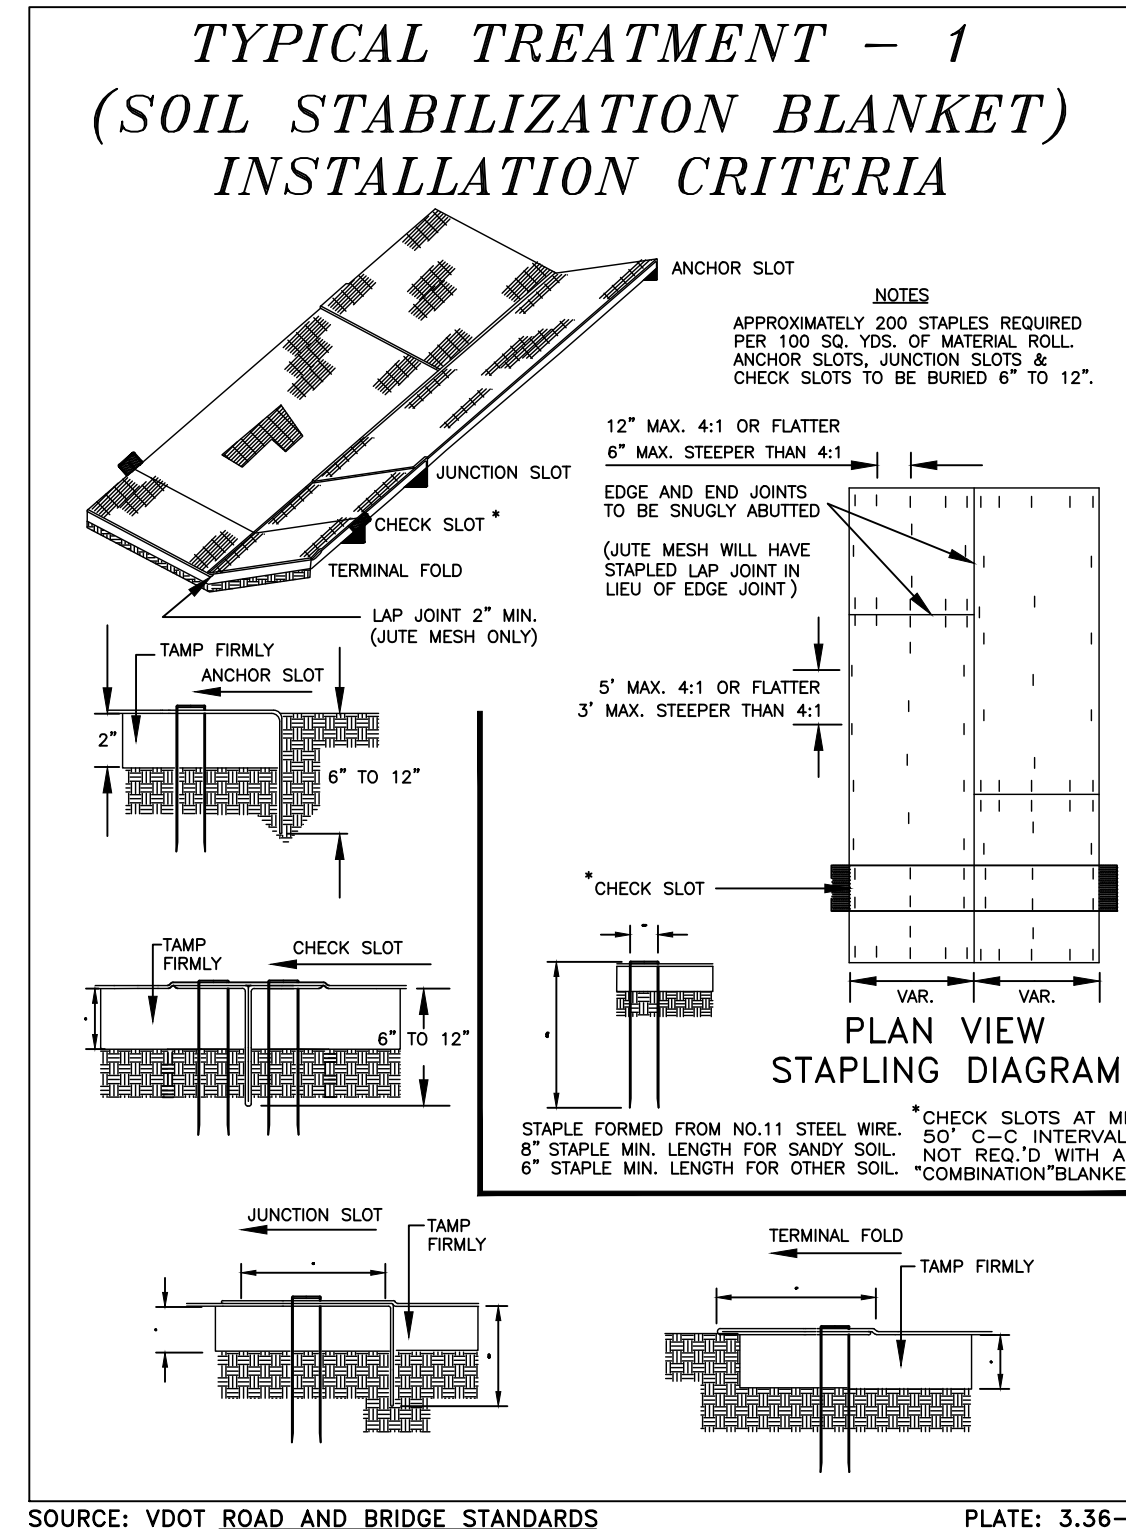 TYPICAL TREATMENT - 1
(SOIL STABILIZATION BLANKET)
INSTALLATION CRITERIA
ANCHOR SLOT
NOTES
APPROXIMATELY 200 STAPLES REQUIRED
PER 100 SQ. YDS. OF MATERIAL ROLL.
ANCHOR SLOTS, JUNCTION SLOTS &
CHECK SLOTS TO BE BURIED 6" TO 12".
12" MAX. 4:1 OR FLATTER
6" MAX. STEEPER THAN 4:1
JUNCTION SLOT
EDGE AND END JOINTS
TO BE SNUGLY ABUTTED
CHECK SLOT *
(JUTE MESH WILL HAVE
STAPLED LAP JOINT IN
LIEU OF EDGE JOINT)
TERMINAL FOLD
LAP JOINT 2" MIN.
(JUTE MESH ONLY)
TAMP FIRMLY
ANCHOR SLOT
2"
6" TO 12"
5' MAX. 4:1 OR FLATTER
3' MAX. STEEPER THAN 4:1
*CHECK SLOT
TAMP
FIRMLY
CHECK SLOT
6" TO 12"
VAR.
VAR.
PLAN VIEW
STAPLING DIAGRAM
STAPLE FORMED FROM NO.11 STEEL WIRE.
8" STAPLE MIN. LENGTH FOR SANDY SOIL.
6" STAPLE MIN. LENGTH FOR OTHER SOIL.
*CHECK SLOTS AT
50' C-C
NOT REQ.'D WITH
"COMBINATION"
JUNCTION SLOT
TAMP
FIRMLY
TERMINAL FOLD
TAMP FIRMLY
SOURCE: VDOT ROAD AND BRIDGE STANDARDS
PLATE: 3.36-